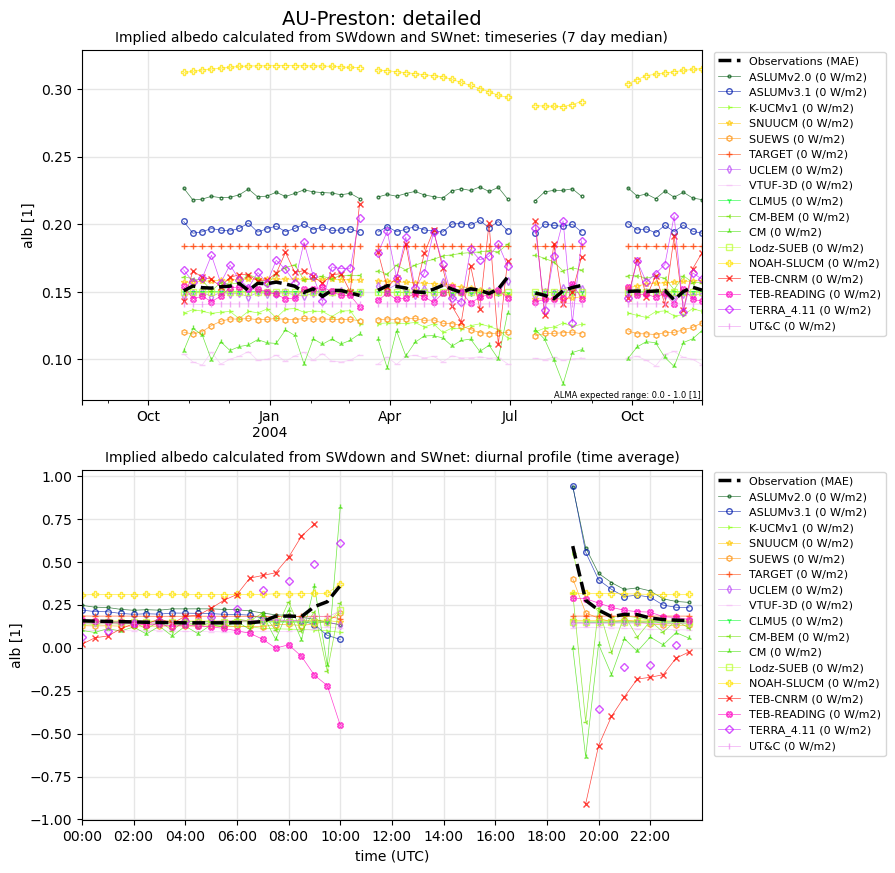 AU-Preston: detailed
Implied albedo calculated from SWdown and SWnet: timeseries (7 day median)
alb [1]
0.30
0.25
0.20
0.15
0.10
Oct
Jan
2004
Apr
Jul
Oct
ALMA expected range: 0.0 - 1.0 [1]
Observations (MAE)
ASLUMv2.0 (0 W/m2)
ASLUMv3.1 (0 W/m2)
K-UCMv1 (0 W/m2)
SNUUCM (0 W/m2)
SUEWS (0 W/m2)
TARGET (0 W/m2)
UCLEM (0 W/m2)
VTUF-3D (0 W/m2)
CLMU5 (0 W/m2)
CM-BEM (0 W/m2)
CM (0 W/m2)
Lodz-SUEB (0 W/m2)
NOAH-SLUCM (0 W/m2)
TEB-CNRM (0 W/m2)
TEB-READING (0 W/m2)
TERRA_4.11 (0 W/m2)
UT&C (0 W/m2)
Implied albedo calculated from SWdown and SWnet: diurnal profile (time average)
alb [1]
1.00
0.75
0.50
0.25
0.00
−0.25
−0.50
−0.75
−1.00
00:00
02:00
04:00
06:00
08:00
10:00
12:00
14:00
16:00
18:00
20:00
22:00
time (UTC)
Observation (MAE)
ASLUMv2.0 (0 W/m2)
ASLUMv3.1 (0 W/m2)
K-UCMv1 (0 W/m2)
SNUUCM (0 W/m2)
SUEWS (0 W/m2)
TARGET (0 W/m2)
UCLEM (0 W/m2)
VTUF-3D (0 W/m2)
CLMU5 (0 W/m2)
CM-BEM (0 W/m2)
CM (0 W/m2)
Lodz-SUEB (0 W/m2)
NOAH-SLUCM (0 W/m2)
TEB-CNRM (0 W/m2)
TEB-READING (0 W/m2)
TERRA_4.11 (0 W/m2)
UT&C (0 W/m2)